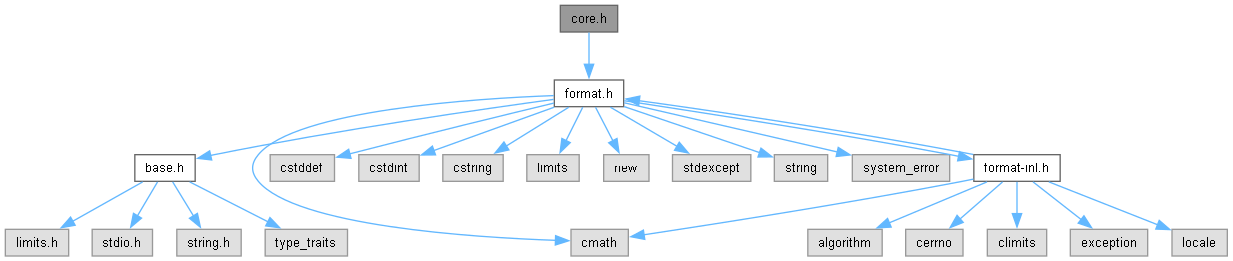 core.h
format.h
base.h
cstddef
cstdint
cstring
limits
new
stdexcept
string
system_error
format-inl.h
limits.h
stdio.h
string.h
type_traits
cmath
algorithm
cerrno
climits
exception
locale